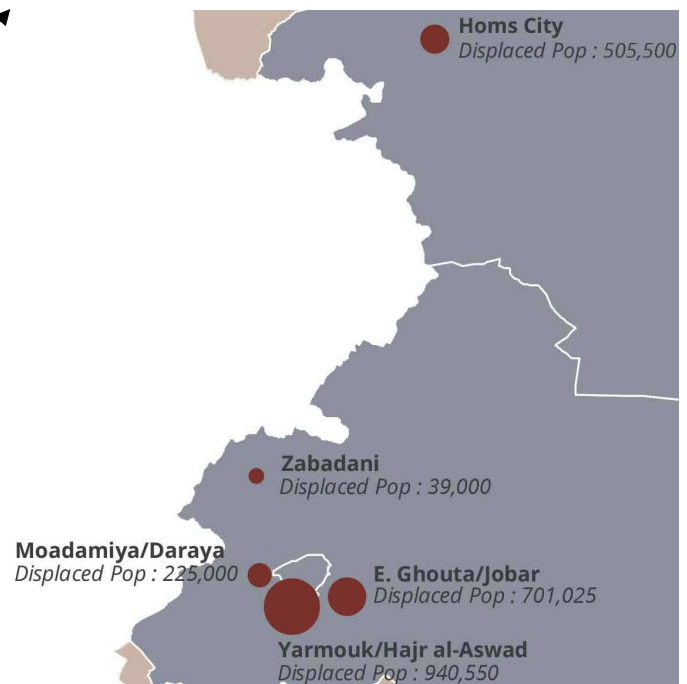 Homs City
Displaced Pop : 505,500
Zabadani
Displaced Pop : 39,000
Moadamiya/Daraya
Displaced Pop : 225,000
E. Ghouta/Jobar
Displaced Pop : 701,025
Yarmouk/Hajr al-Aswad
Displaced Pop : 940,550